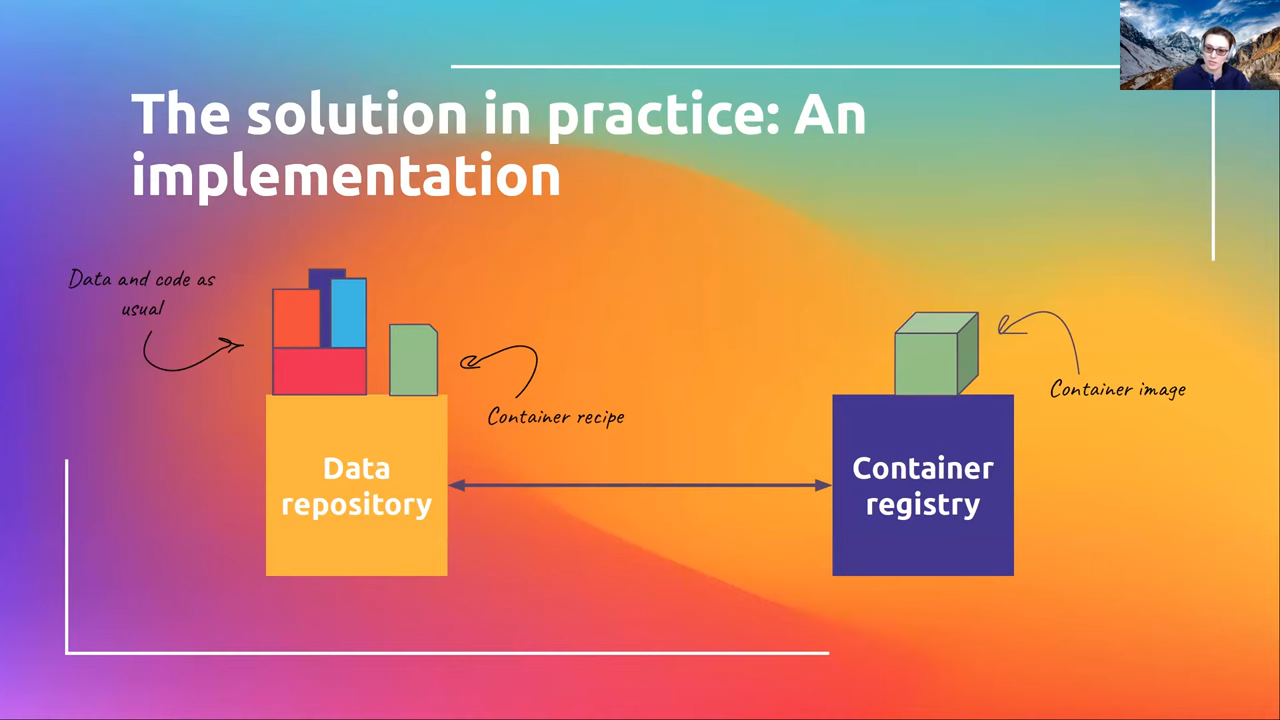 The solution in practice: An
implementation
Data and code as
usual
Container recipe
Container image
Data
repository
Container
registry